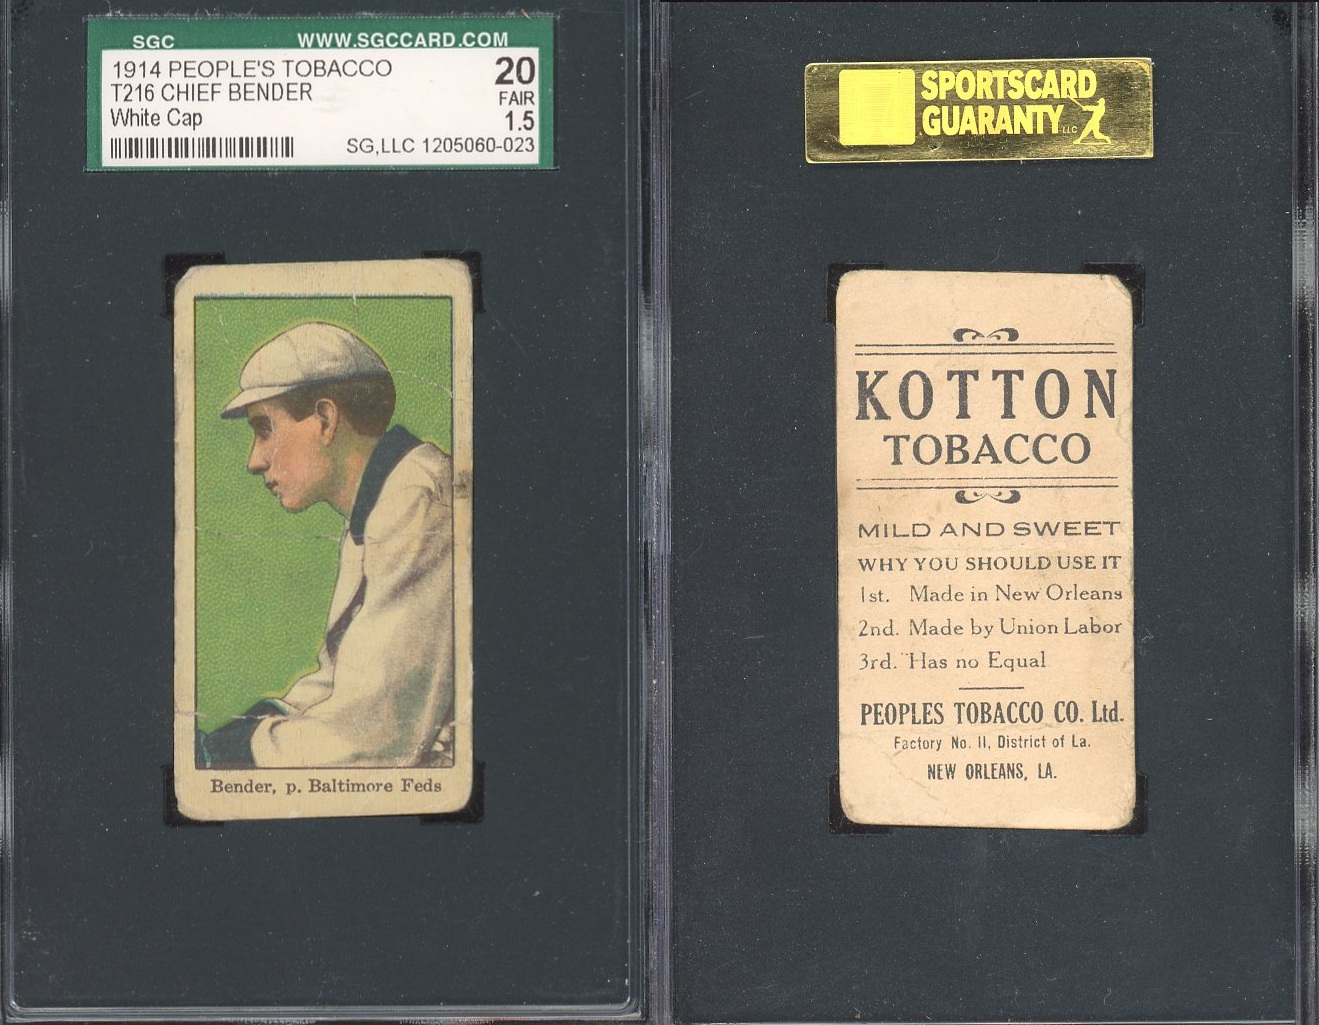 SGC WWW.SGCCARD.COM
1914 PEOPLE'S TOBACCO 20
T216 CHIEF BENDER FAIR
White Cap 1.5
SG,LLC 1205060-023
Bender, p. Baltimore Feds
SPORTSCARD
GUARANTY LLC
KOTTON
TOBACCO
MILD AND SWEET
WHY YOU SHOULD USE IT
1st. Made in New Orleans
2nd. Made by Union Labor
3rd. Has no Equal
PEOPLES TOBACCO CO. Ltd.
Factory No. 11, District of La.
NEW ORLEANS, LA.